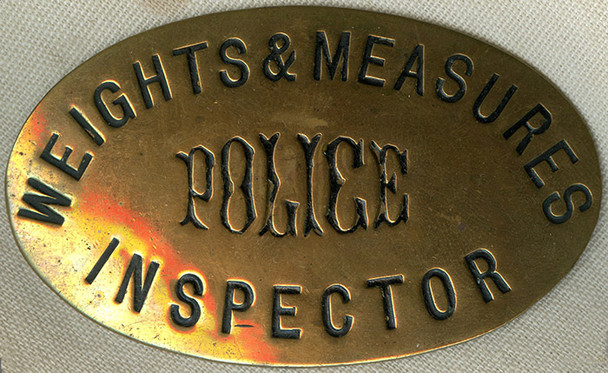 WEIGHTS & MEASURES
POLICE
INSPECTOR